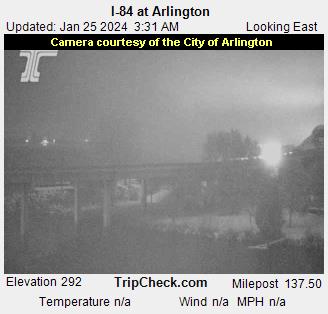 I-84 at Arlington
Updated: Jan 25 2024 3:31 AM Looking East
Camera courtesy of the City of Arlington
Elevation 292 TripCheck.com Milepost 137.50
Temperature n/a Wind n/a MPH n/a